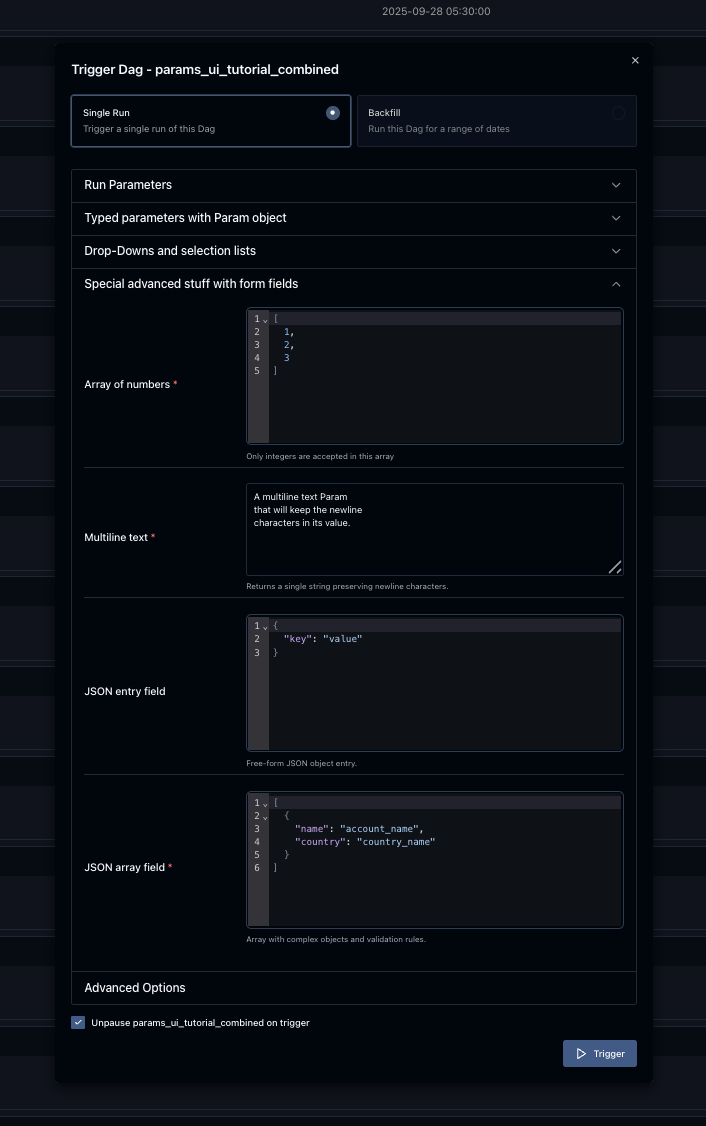 2025-09-28 05:30:00
Trigger Dag - params_ui_tutorial_combined
Single Run
Trigger a single run of this Dag
Backfill
Run this Dag for a range of dates
Run Parameters
Typed parameters with Param object
Drop-Downs and selection lists
Special advanced stuff with form fields
Array of numbers *
1 [
2 1,
3 2,
4 3
5 ]
Only integers are accepted in this array
Multiline text *
A multiline text Param
that will keep the newline
characters in its value.
Returns a single string preserving newline characters.
JSON entry field
1 {
2 "key": "value"
3 }
Free-form JSON object entry.
JSON array field *
1 [
2 {
3 "name": "account_name",
4 "country": "country_name"
5 }
6 ]
Array with complex objects and validation rules.
Advanced Options
Unpause params_ui_tutorial_combined on trigger
Trigger